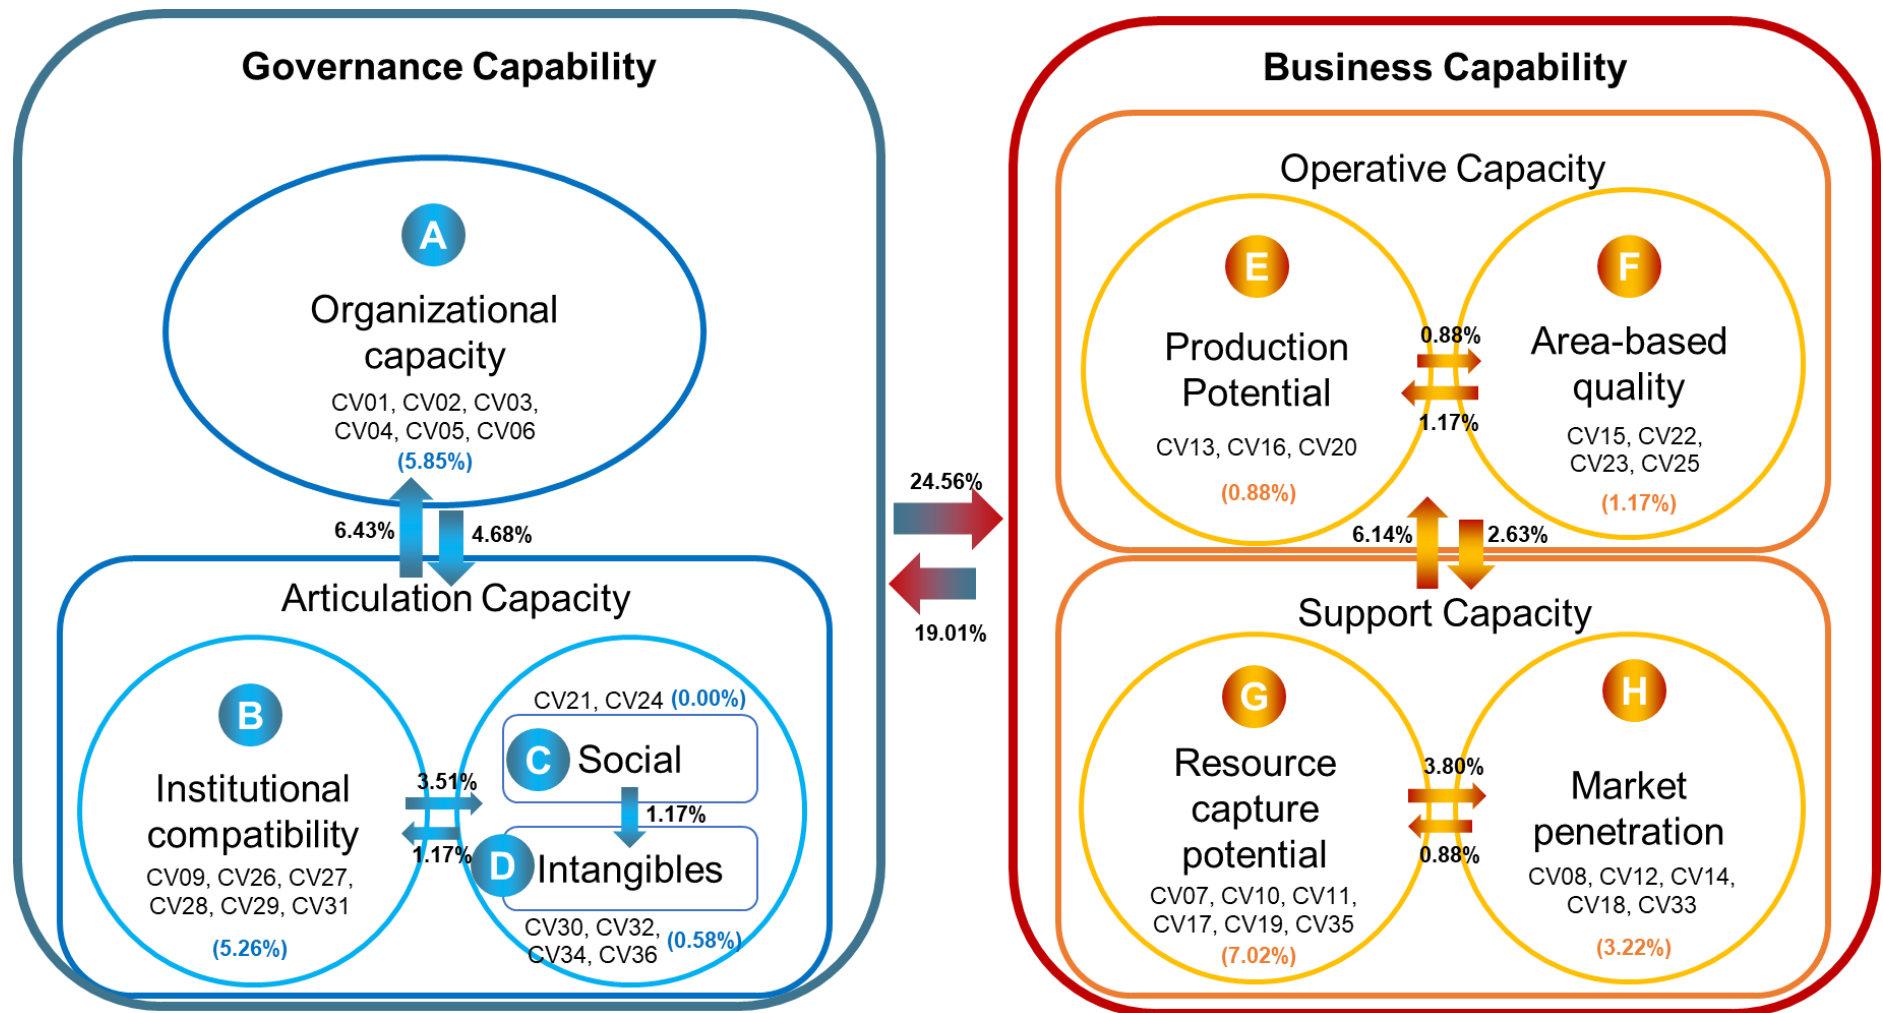 Governance Capability
A
Organizational
capacity
CV01, CV02, CV03,
CV04, CV05, CV06
(5.85%)
6.43%
4.68%
Articulation Capacity
B
Institutional
compatibility
CV09, CV26, CV27,
CV28, CV29, CV31
(5.26%)
3.51%
1.17%
CV21, CV24 (0.00%)
C Social
1.17%
D Intangibles
CV30, CV32,
CV34, CV36 (0.58%)
24.56%
19.01%
Business Capability
Operative Capacity
E
Production
Potential
CV13, CV16, CV20
(0.88%)
0.88%
1.17%
F
Area-based
quality
CV15, CV22,
CV23, CV25
(1.17%)
6.14%
2.63%
Support Capacity
G
Resource
capture
potential
CV07, CV10, CV11,
CV17, CV19, CV35
(7.02%)
3.80%
0.88%
H
Market
penetration
CV08, CV12, CV14,
CV18, CV33
(3.22%)